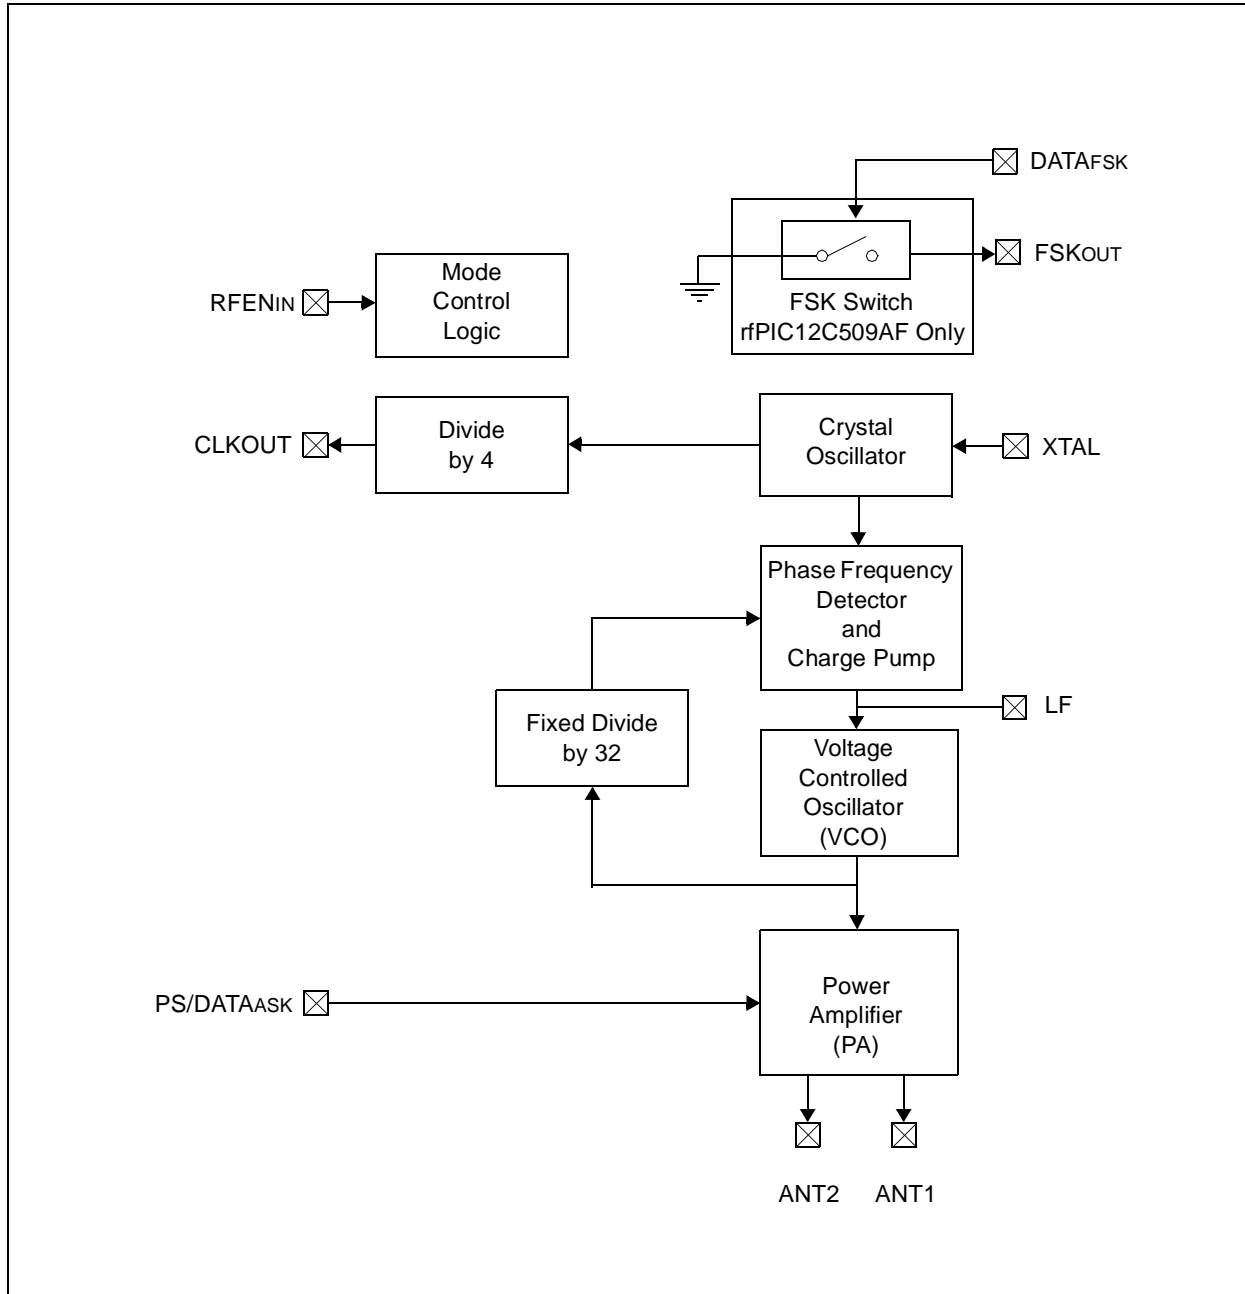 DATAFSK
FSKOUT
FSK Switch
rfPIC12C509AF Only
RFENIN
Mode
Control
Logic
CLKOUT
Divide
by 4
Crystal
Oscillator
XTAL
Phase Frequency
Detector
and
Charge Pump
LF
Fixed Divide
by 32
Voltage
Controlled
Oscillator
(VCO)
PS/DATAASK
Power
Amplifier
(PA)
ANT2
ANT1